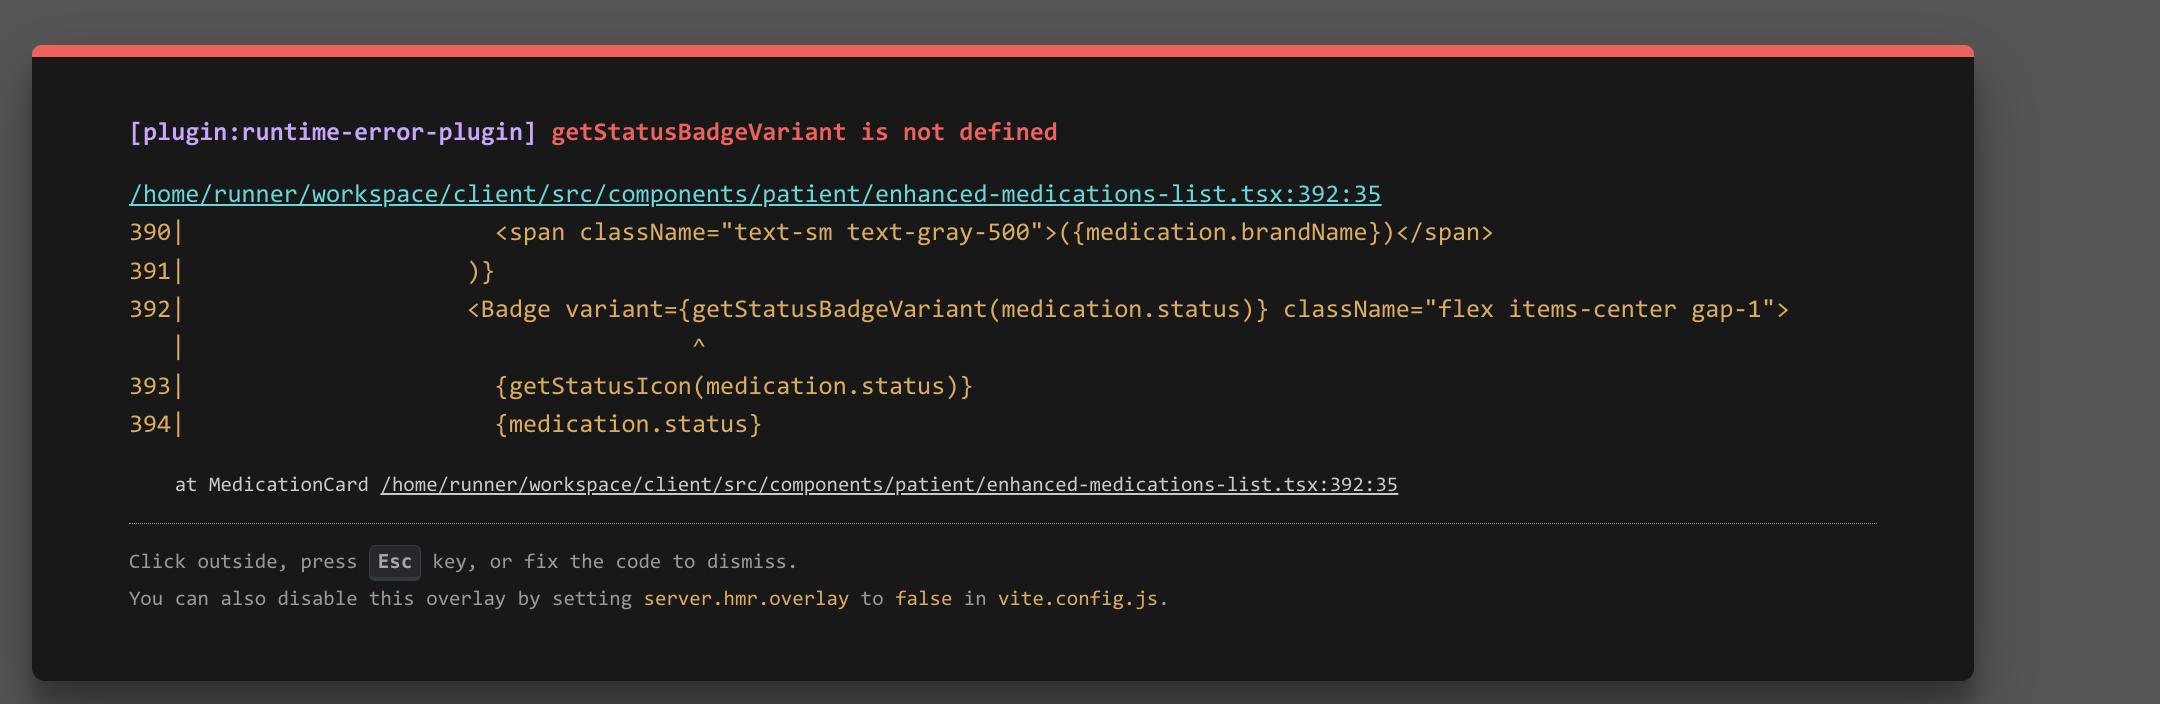 [plugin:runtime-error-plugin] getStatusBadgeVariant is not defined
/home/runner/workspace/client/src/components/patient/enhanced-medications-list.tsx:392:35
390|                      <span className="text-sm text-gray-500">({medication.brandName})</span>
391|                    )}
392|                    <Badge variant={getStatusBadgeVariant(medication.status)} className="flex items-center gap-1">
   |                                    ^
393|                      {getStatusIcon(medication.status)}
394|                      {medication.status}
    at MedicationCard /home/runner/workspace/client/src/components/patient/enhanced-medications-list.tsx:392:35
Click outside, press Esc key, or fix the code to dismiss.
You can also disable this overlay by setting server.hmr.overlay to false in vite.config.js.